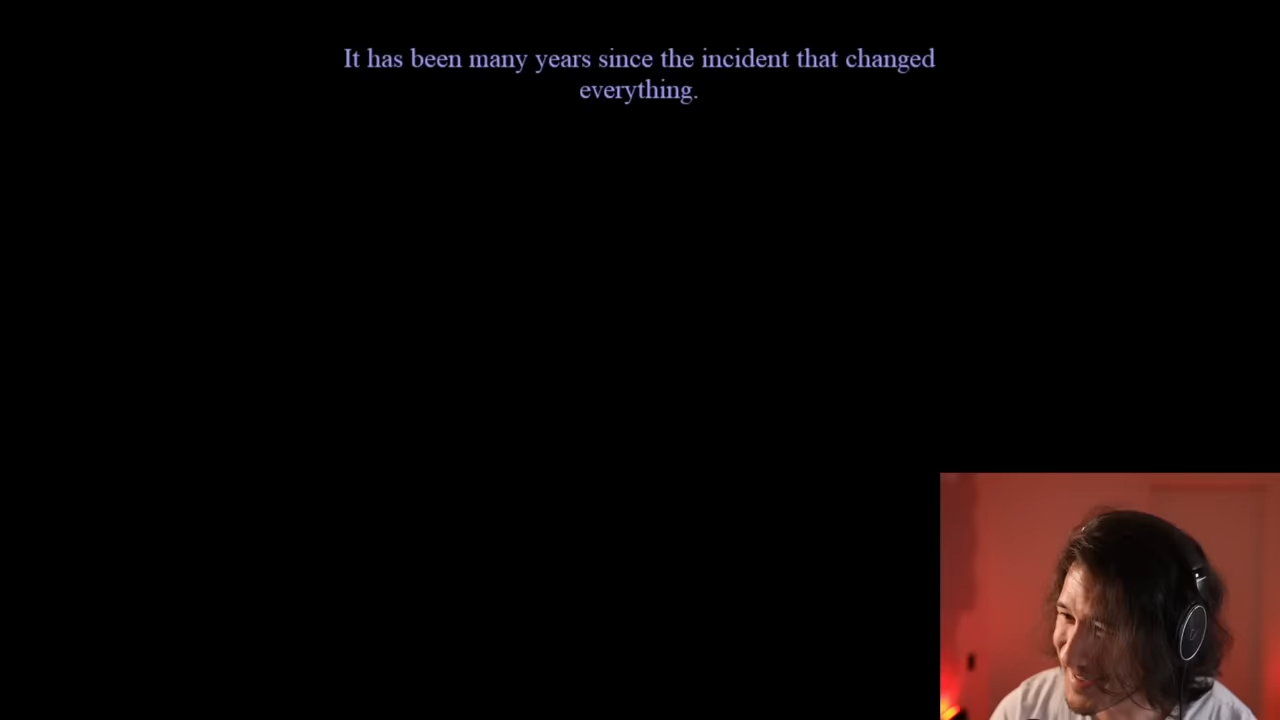 It has been many years since the incident that changed
everything.